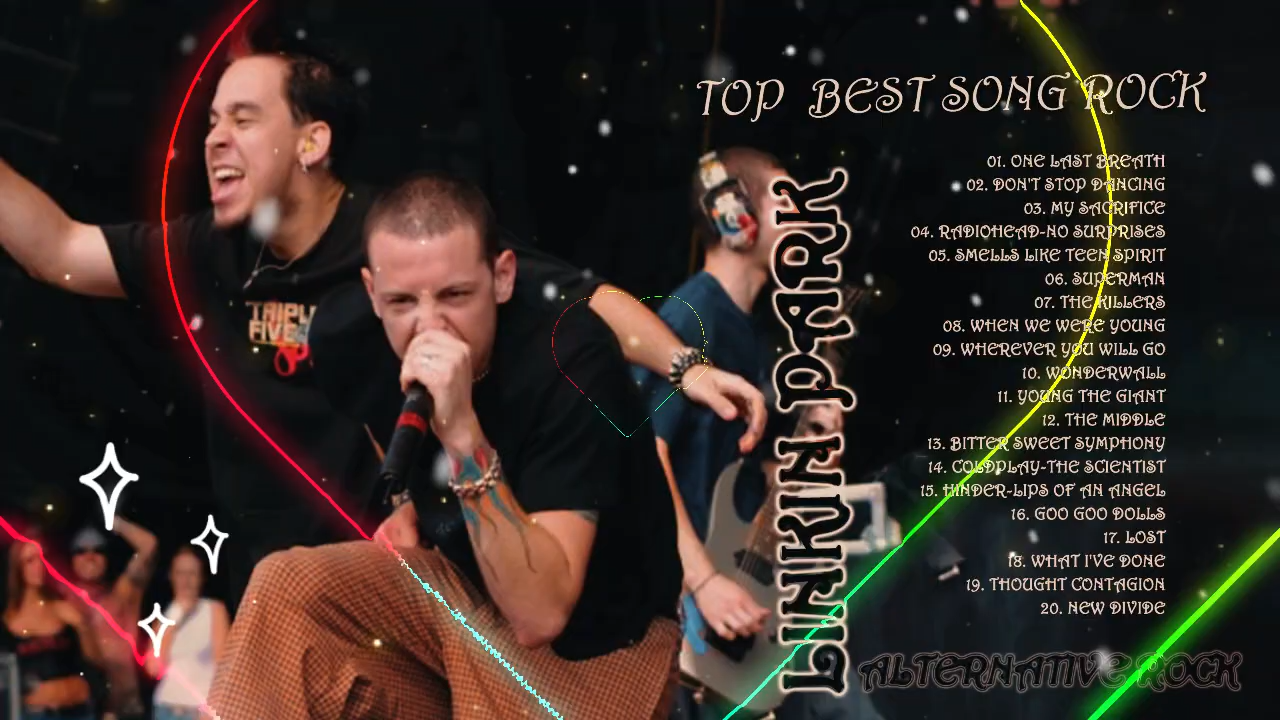 TOP BEST SONG ROCK
01. ONE LAST BREATH
02. DON'T STOP DANCING
03. MY SACRIFICE
04. RADIOHEAD-NO SURPRISES
05. SMELLS LIKE TEEN SPIRIT
06. SUPERMAN
07. THE KILLERS
08. WHEN WE WERE YOUNG
09. WHEREVER YOU WILL GO
10. WONDERWALL
11. YOUNG THE GIANT
12. THE MIDDLE
13. BITTER SWEET SYMPHONY
14. COLDPLAY-THE SCIENTIST
15. HINDER-LIPS OF AN ANGEL
16. GOO GOO DOLLS
17. LOST
18. WHAT I'VE DONE
19. THOUGHT CONTAGION
20. NEW DIVIDE
LINKIN PARK
ALTERNATIVE ROCK
TRIPLE
FIVE